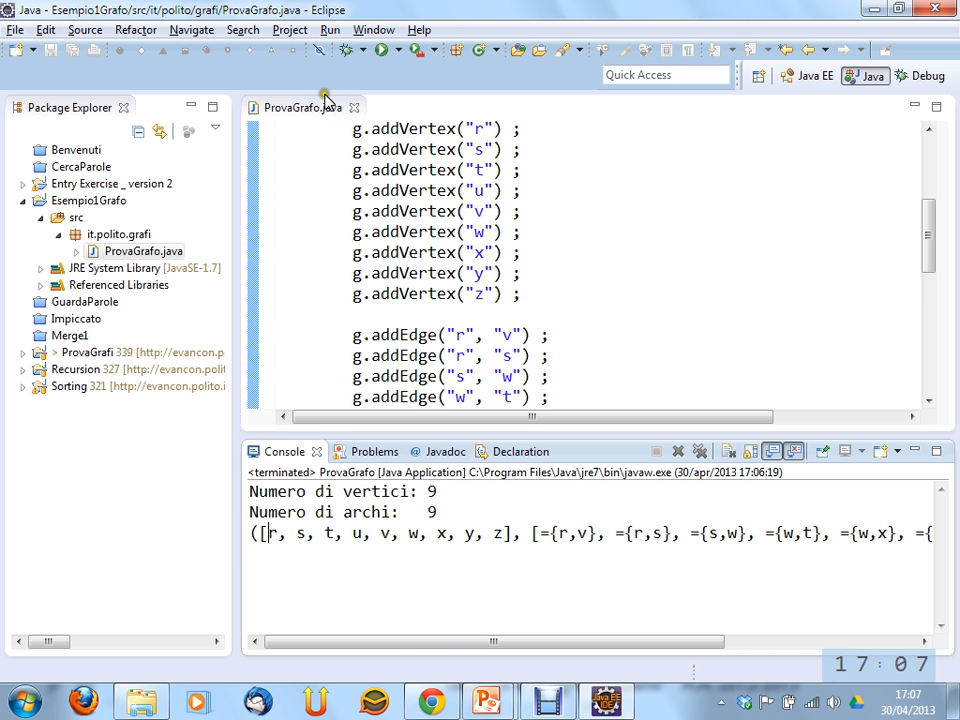 Java - Esempio1Grafo/src/it/polito/grafi/ProvaGrafo.java - Eclipse
File Edit Source Refactor Navigate Search Project Run Window Help
Quick Access
Java EE Java Debug
Package Explorer
ProvaGrafo.java
Benvenuti
CercaParole
Entry Exercise _ version 2
Esempio1Grafo
src
it.polito.grafi
ProvaGrafo.java
JRE System Library [JavaSE-1.7]
Referenced Libraries
GuardaParole
Impiccato
Merge1
> ProvaGrafi 339 [http://evancon.p
Recursion 327 [http://evancon.polit
Sorting 321 [http://evancon.polito.i
g.addVertex("r") ;
g.addVertex("s") ;
g.addVertex("t") ;
g.addVertex("u") ;
g.addVertex("v") ;
g.addVertex("w") ;
g.addVertex("x") ;
g.addVertex("y") ;
g.addVertex("z") ;
g.addEdge("r", "v") ;
g.addEdge("r", "s") ;
g.addEdge("s", "w") ;
g.addEdge("w", "t") ;
Console Problems @ Javadoc Declaration
<terminated> ProvaGrafo [Java Application] C:\Program Files\Java\jre7\bin\javaw.exe (30/apr/2013 17:06:19)
Numero di vertici: 9
Numero di archi: 9
([r, s, t, u, v, w, x, y, z], [={r,v}, ={r,s}, ={s,w}, ={w,t}, ={w,x}, ={
17:07
Java EE
IDE
17:07
30/04/2013